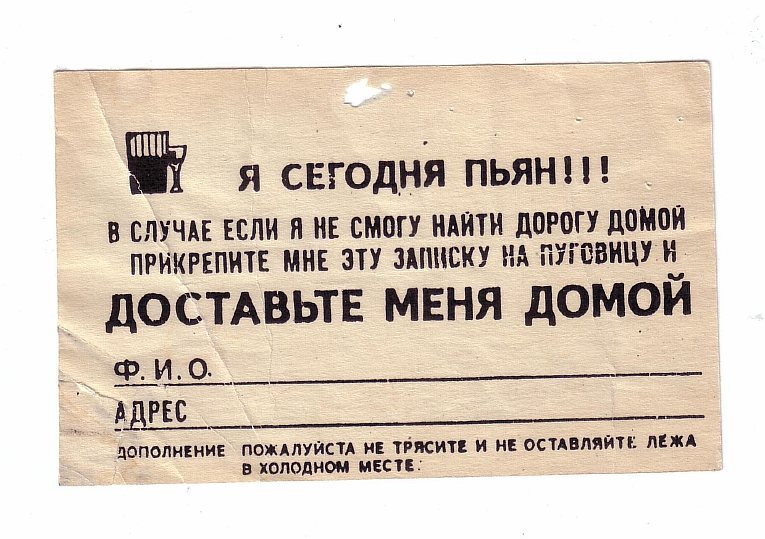 Я СЕГОДНЯ ПЬЯН!!!
В СЛУЧАЕ ЕСЛИ Я НЕ СМОГУ НАЙТИ ДОРОГУ ДОМОЙ
ПРИКРЕПИТЕ МНЕ ЭТУ ЗАПИСКУ НА ПУГОВИЦУ И
ДОСТАВЬТЕ МЕНЯ ДОМОЙ
Ф. И. О.
АДРЕС
ДОПОЛНЕНИЕ ПОЖАЛУЙСТА НЕ ТРЯСИТЕ И НЕ ОСТАВЛЯЙТЕ ЛЕЖА
В ХОЛОДНОМ МЕСТЕ.